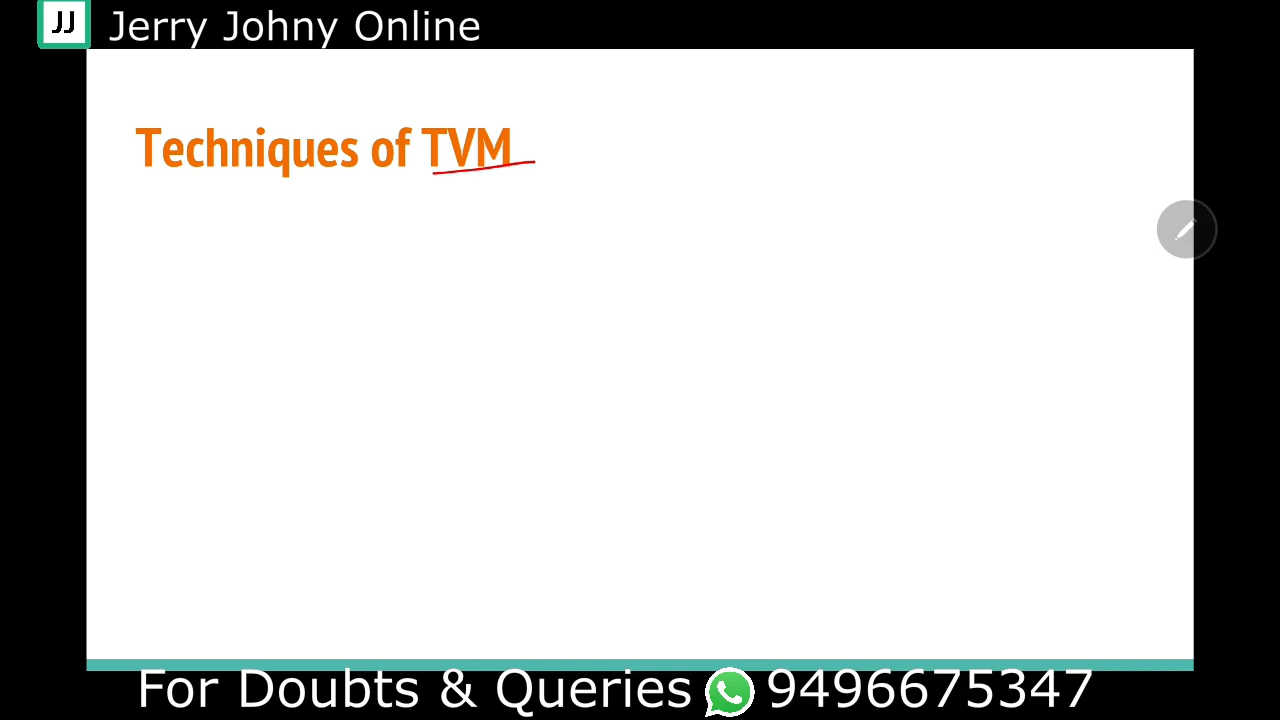 JJ Jerry Johny Online
Techniques of TVM
For Doubts & Queries 9496675347